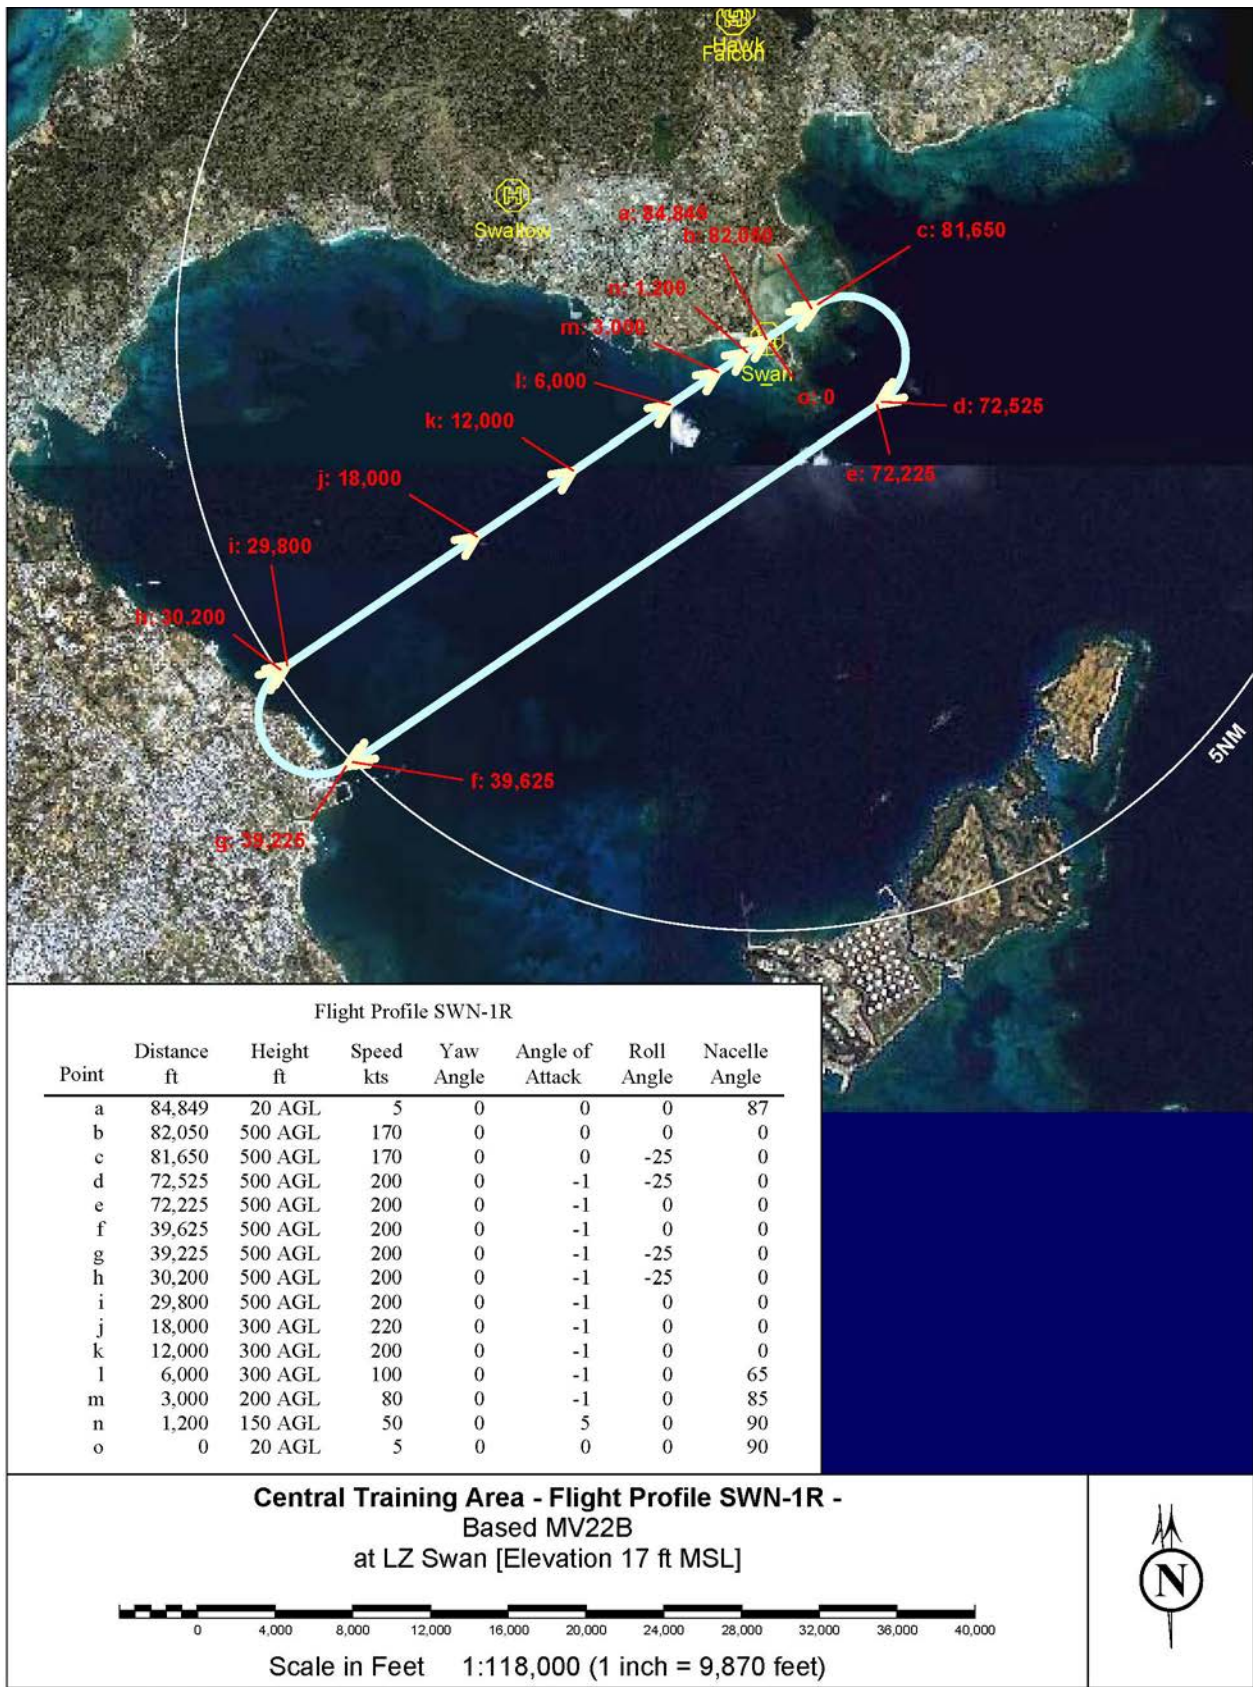 Hawk
Falcon
Swallow
a: 84,849
b: 82,050
c: 81,650
n: 1,200
m: 3,000
Swan
l: 6,000
o: 0
d: 72,525
k: 12,000
e: 72,225
j: 18,000
i: 29,800
h: 30,200
5NM
f: 39,625
g: 39,225
Flight Profile SWN-1R
Point Distance ft Height ft Speed kts Yaw Angle Angle of Attack Roll Angle Nacelle Angle
a 84,849 20 AGL 5 0 0 0 87
b 82,050 500 AGL 170 0 0 0 0
c 81,650 500 AGL 170 0 0 -25 0
d 72,525 500 AGL 200 0 -1 -25 0
e 72,225 500 AGL 200 0 -1 0 0
f 39,625 500 AGL 200 0 -1 0 0
g 39,225 500 AGL 200 0 -1 -25 0
h 30,200 500 AGL 200 0 -1 -25 0
i 29,800 500 AGL 200 0 -1 0 0
j 18,000 300 AGL 220 0 -1 0 0
k 12,000 300 AGL 200 0 -1 0 0
l 6,000 300 AGL 100 0 -1 0 65
m 3,000 200 AGL 80 0 -1 0 85
n 1,200 150 AGL 50 0 5 0 90
o 0 20 AGL 5 0 0 0 90
Central Training Area - Flight Profile SWN-1R -
Based MV22B
at LZ Swan [Elevation 17 ft MSL]
0 4,000 8,000 12,000 16,000 20,000 24,000 28,000 32,000 36,000 40,000
Scale in Feet 1:118,000 (1 inch = 9,870 feet)
N